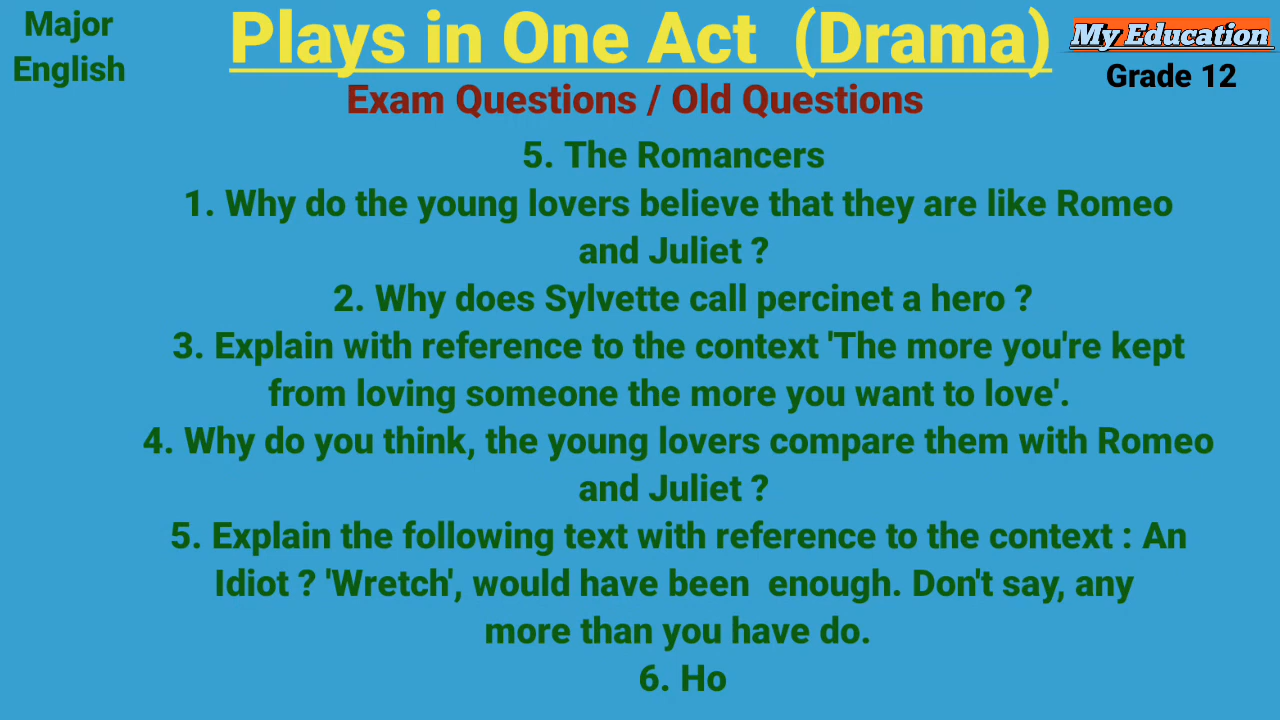 Major
English
Plays in One Act (Drama)
My Education
Grade 12
Exam Questions / Old Questions
5. The Romancers
1. Why do the young lovers believe that they are like Romeo
and Juliet ?
2. Why does Sylvette call percinet a hero ?
3. Explain with reference to the context 'The more you're kept
from loving someone the more you want to love'.
4. Why do you think, the young lovers compare them with Romeo
and Juliet ?
5. Explain the following text with reference to the context : An
Idiot ? 'Wretch', would have been enough. Don't say, any
more than you have do.
6. Ho